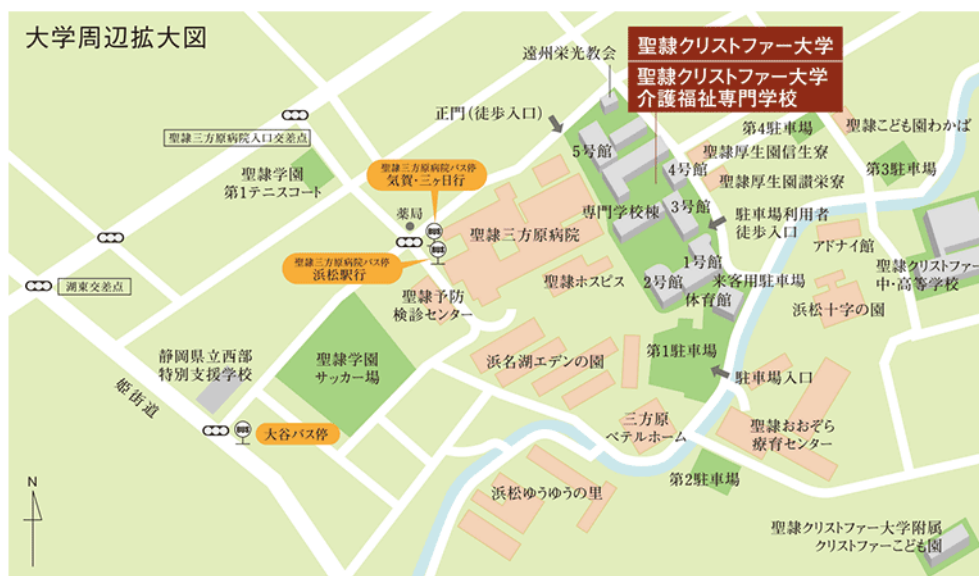 大学周辺拡大図
遠州栄光教会
聖隷クリストファー大学
聖隷クリストファー大学
介護福祉専門学校
正門（徒歩入口）
聖隷三方原病院入口交差点
聖隷学園
第1テニスコート
聖隷三方原病院バス停
気賀・三ヶ日行
薬局
聖隷三方原病院バス停
浜松駅行
5号館
4号館
専門学校棟
3号館
1号館
2号館
体育館
来客用駐車場
第4駐車場
聖隷こども園わかば
聖隷厚生園信生寮
第3駐車場
聖隷厚生園讃栄寮
駐車場利用者
徒歩入口
アドナイ館
聖隷クリストファー
中・高等学校
聖隷三方原病院
聖隷ホスピス
浜松十字の園
湖東交差点
聖隷予防
検診センター
静岡県立西部
特別支援学校
聖隷学園
サッカー場
浜名湖エデンの園
第1駐車場
駐車場入口
姫街道
大谷バス停
三方原
ベテルホーム
聖隷おおぞら
療育センター
第2駐車場
浜松ゆうゆうの里
N
聖隷クリストファー大学附属
クリストファーこども園